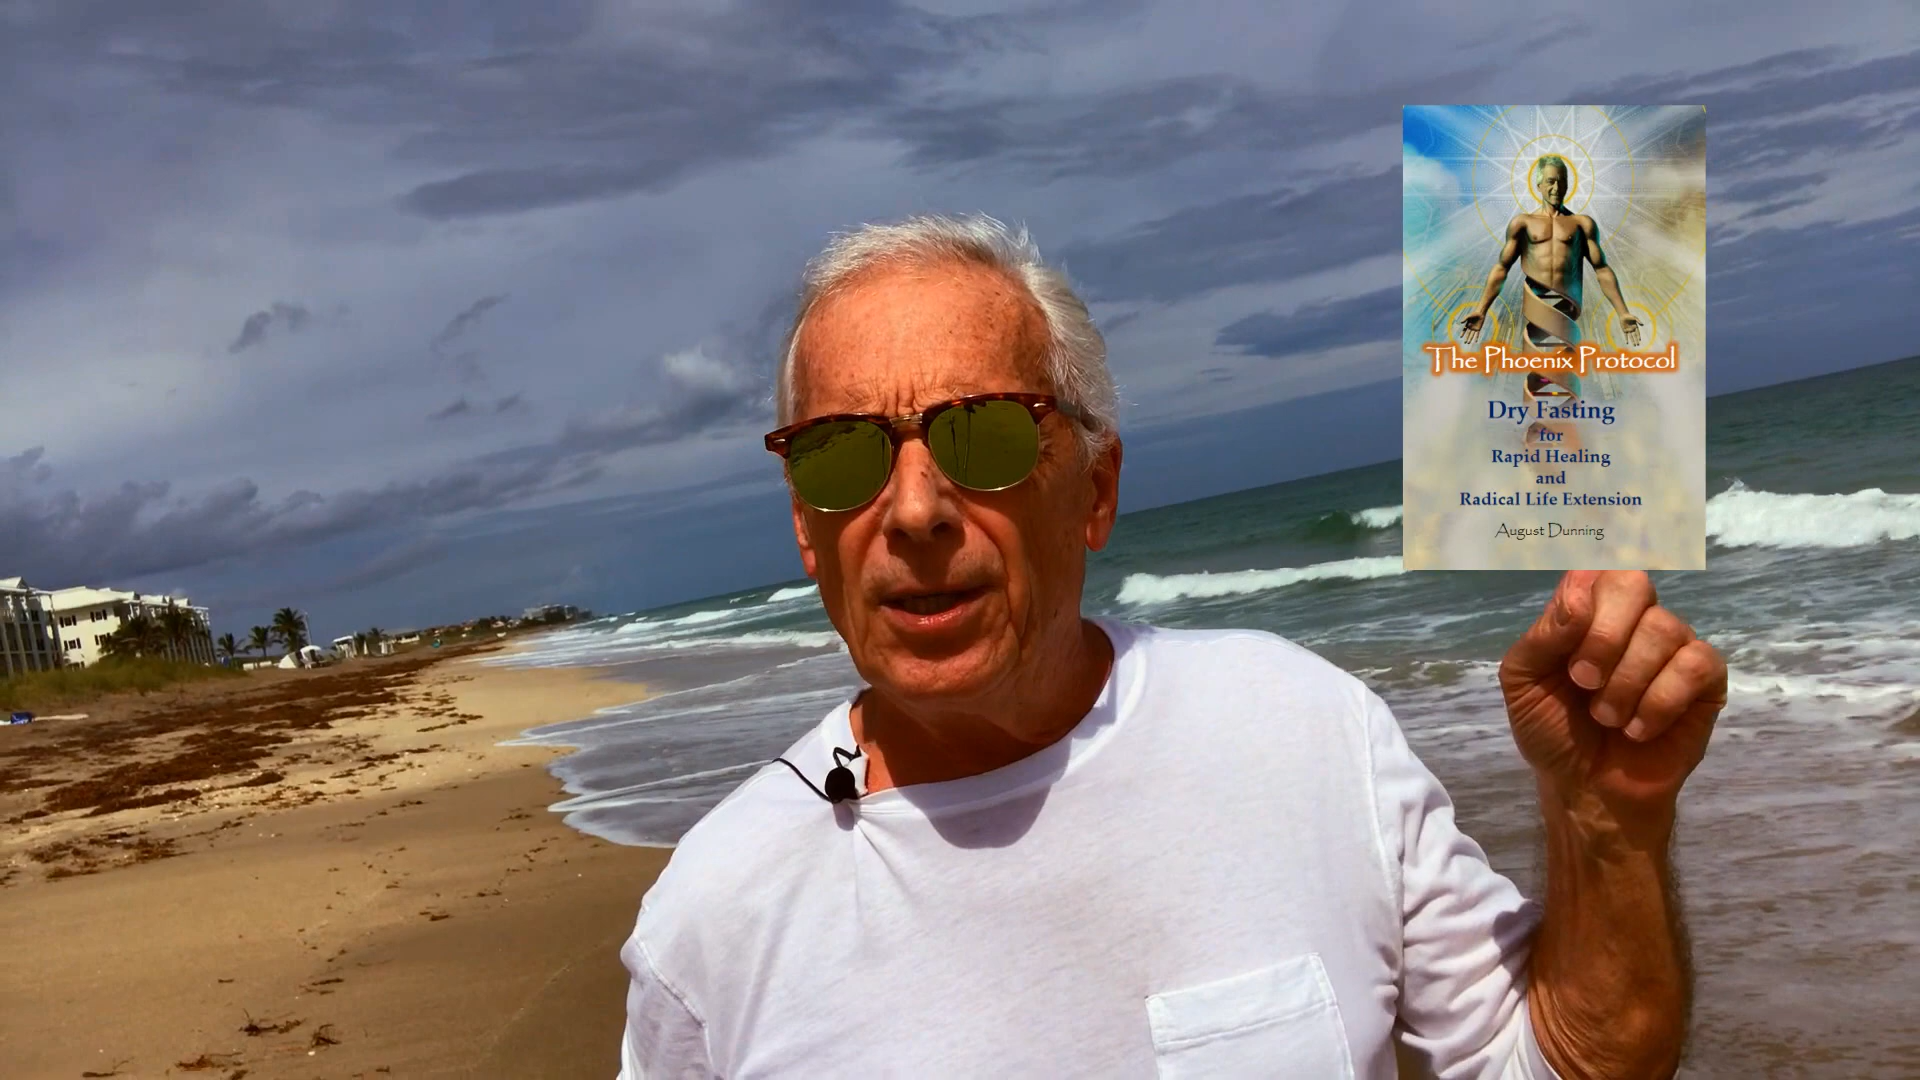 The Phoenix Protocol
Dry Fasting
for
Rapid Healing
and
Radical Life Extension
August Dunning